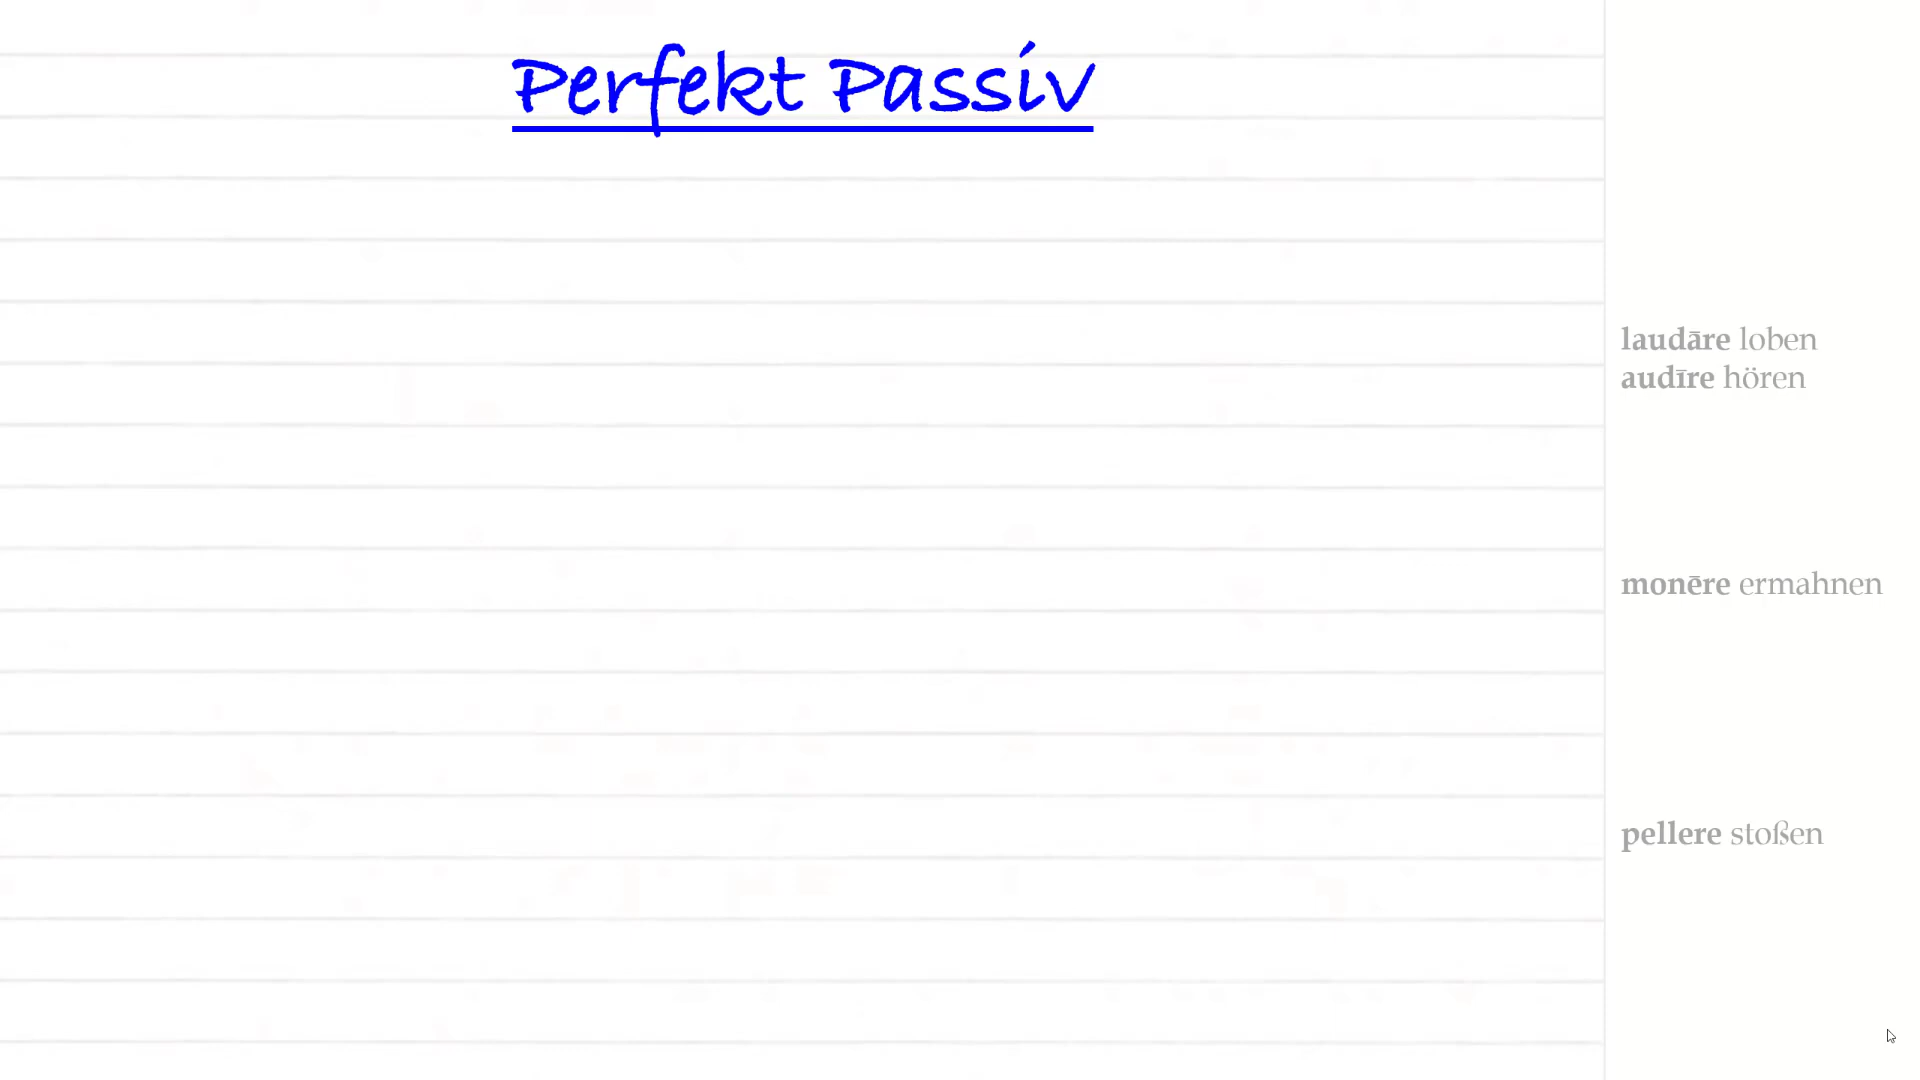 Perfekt Passiv
laudāre loben
audīre hören
monēre ermahnen
pellere stoßen